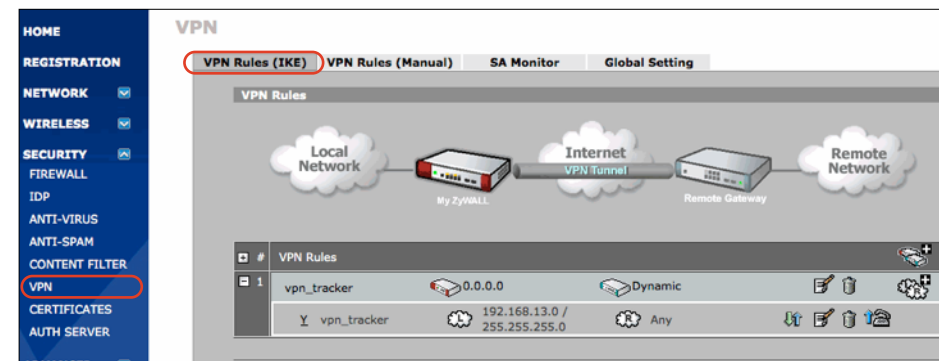 HOME
REGISTRATION
NETWORK
WIRELESS
SECURITY
FIREWALL
IDP
ANTI-VIRUS
ANTI-SPAM
CONTENT FILTER
VPN
CERTIFICATES
AUTH SERVER
VPN
VPN Rules (IKE) VPN Rules (Manual) SA Monitor Global Setting
VPN Rules
Local
Network
My ZyWALL
Internet
VPN Tunnel
Remote Gateway
Remote
Network
# VPN Rules
1 vpn_tracker 0.0.0.0 Dynamic R
Y vpn_tracker L 192.168.13.0 /
255.255.255.0 R Any